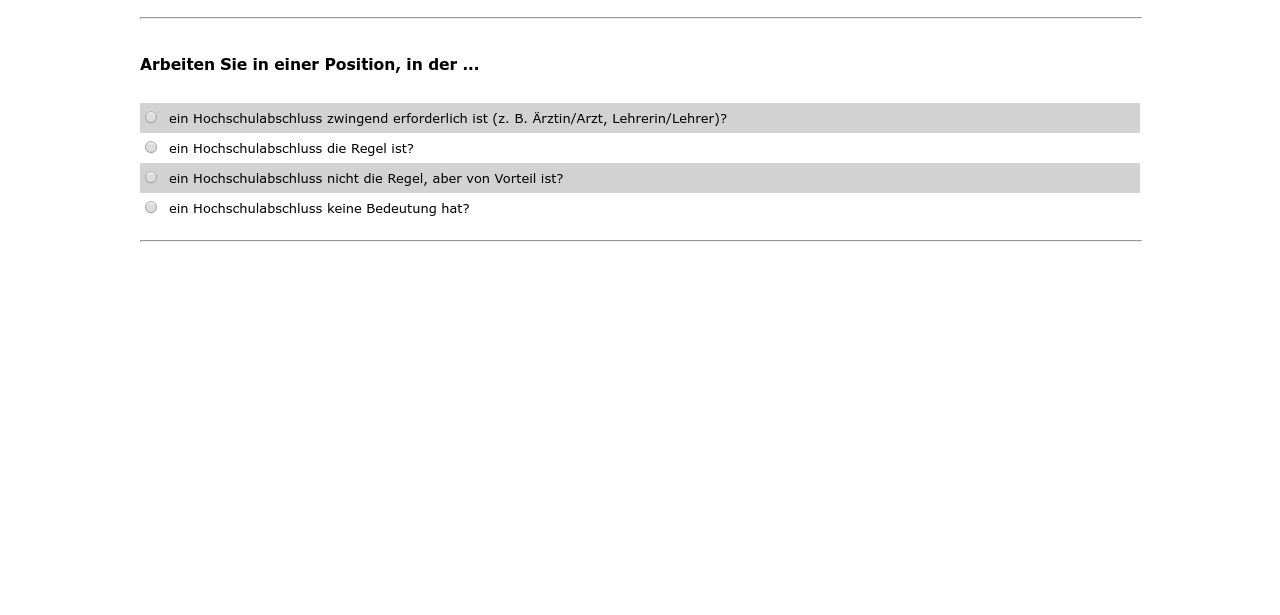 Arbeiten Sie in einer Position, in der ...
ein Hochschulabschluss zwingend erforderlich ist (z. B. Ärztin/Arzt, Lehrerin/Lehrer)?
ein Hochschulabschluss die Regel ist?
ein Hochschulabschluss nicht die Regel, aber von Vorteil ist?
ein Hochschulabschluss keine Bedeutung hat?